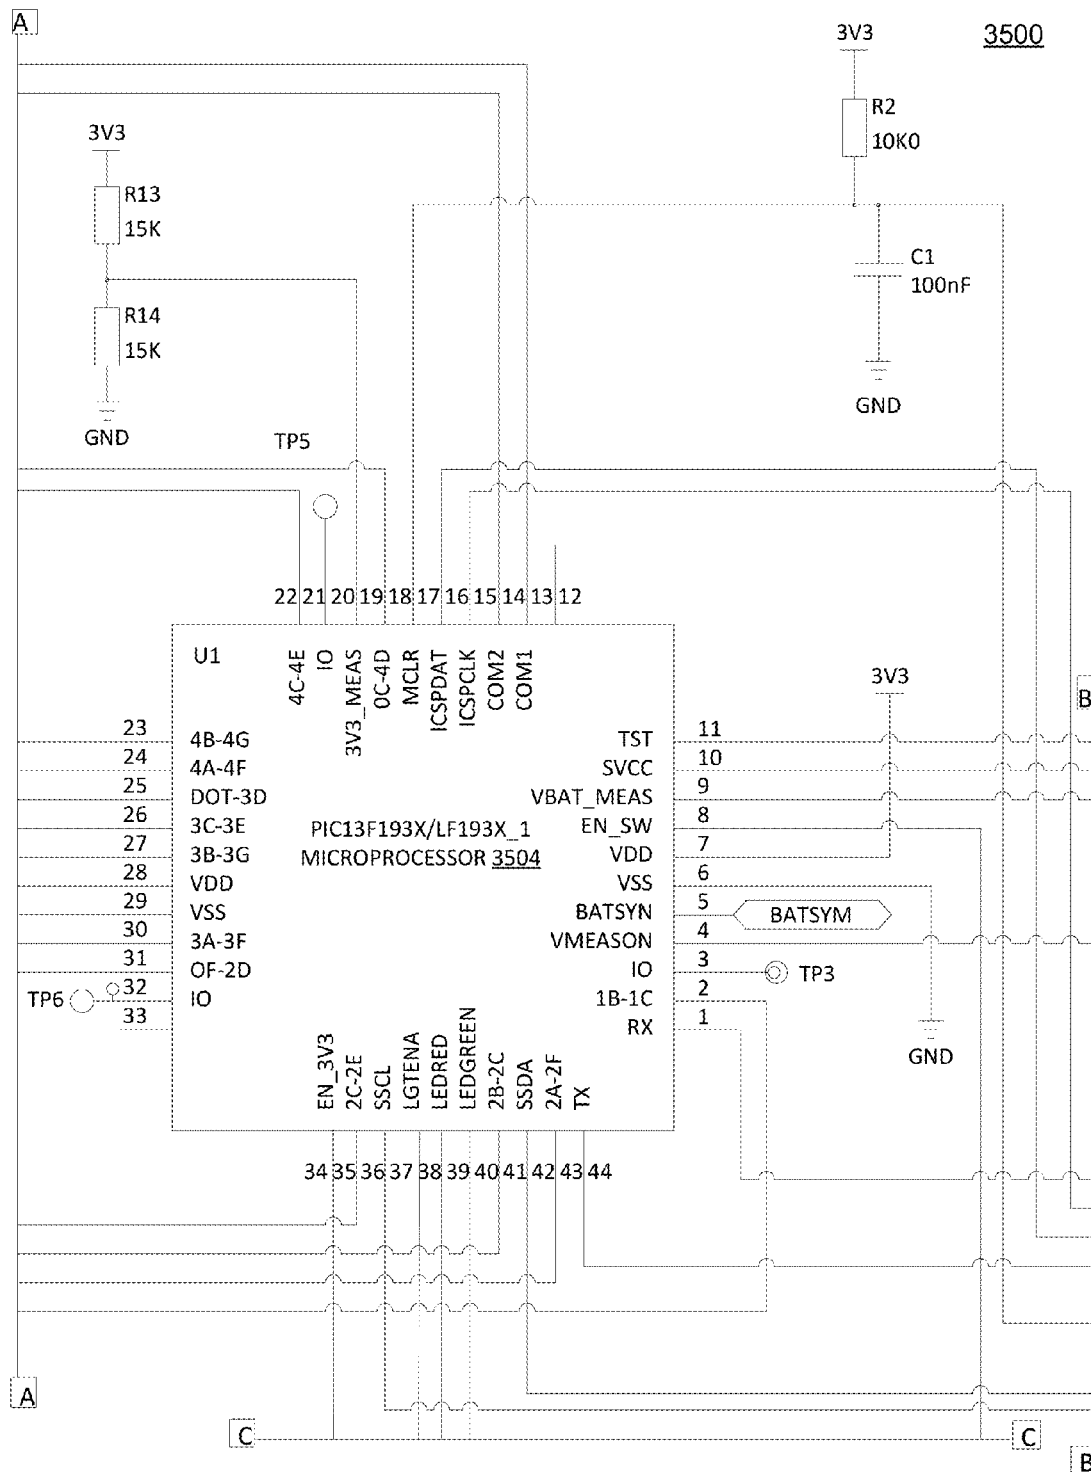 A
3500
3V3
R2
10K0
3V3
R13
15K
C1
100nF
R14
15K
GND
GND
TP5
22 21 20 19 18 17 16 15 14 13 12
U1
4C-4E
IO
3V3_MEAS
0C-4D
MCLR
ICSPDAT
ICSPCLK
COM2
COM1
3V3
B
23 4B-4G
24 4A-4F
25 DOT-3D
26 3C-3E
27 3B-3G
28 VDD
29 VSS
30 3A-3F
31 OF-2D
TP6 32 IO
33
PIC13F193X/LF193X_1
MICROPROCESSOR 3504
TST 11
SVCC 10
VBAT_MEAS 9
EN_SW 8
VDD 7
VSS 6
BATSYN 5 BATSYM
VMEASON 4
IO 3 TP3
1B-1C 2
RX 1
GND
EN_3V3
2C-2E
SSCL
LGTENA
LEDRED
LEDGREEN
2B-2C
SSDA
2A-2F
TX
34 35 36 37 38 39 40 41 42 43 44
A
C
C
B